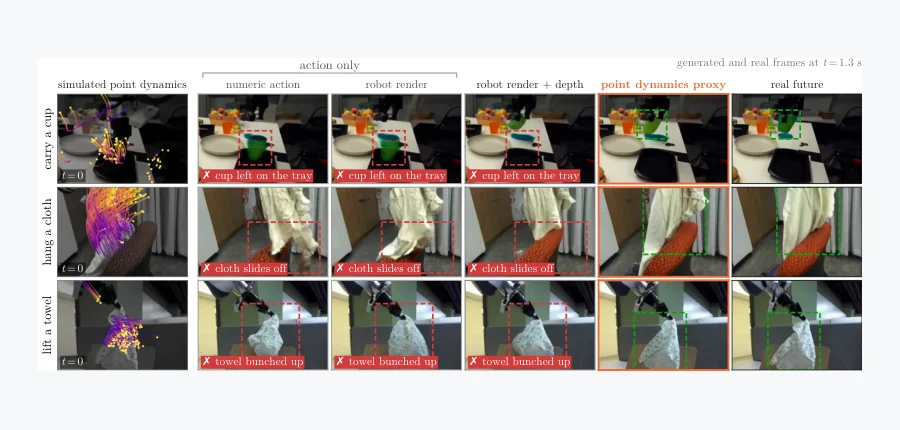 action only
generated and real frames at t = 1.3 s
simulated point dynamics
numeric action
robot render
robot render + depth
point dynamics proxy
real future
carry a cup
t = 0
✗ cup left on the tray
✗ cup left on the tray
✗ cup left on the tray
hang a cloth
t = 0
✗ cloth slides off
✗ cloth slides off
✗ cloth slides off
lift a towel
t = 0
✗ towel bunched up
✗ towel bunched up
✗ towel bunched up